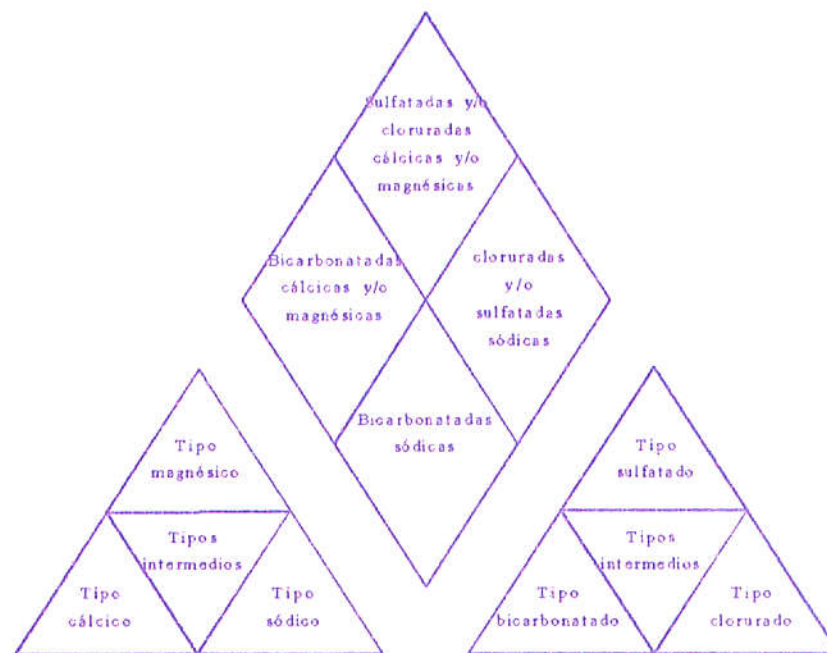 Sulfatadas y/o
cloruradas
cálcicas y/o
magnésicas
Bicarbonatadas
cálcicas y/o
magnésicas
cloruradas
y/o
sulfatadas
sódicas
Bicarbonatadas
sódicas
Tipo
magnésico
Tipos
intermedios
Tipo
cálcico
Tipo
sódico
Tipo
sulfatado
Tipos
intermedios
Tipo
bicarbonatado
Tipo
clorurado